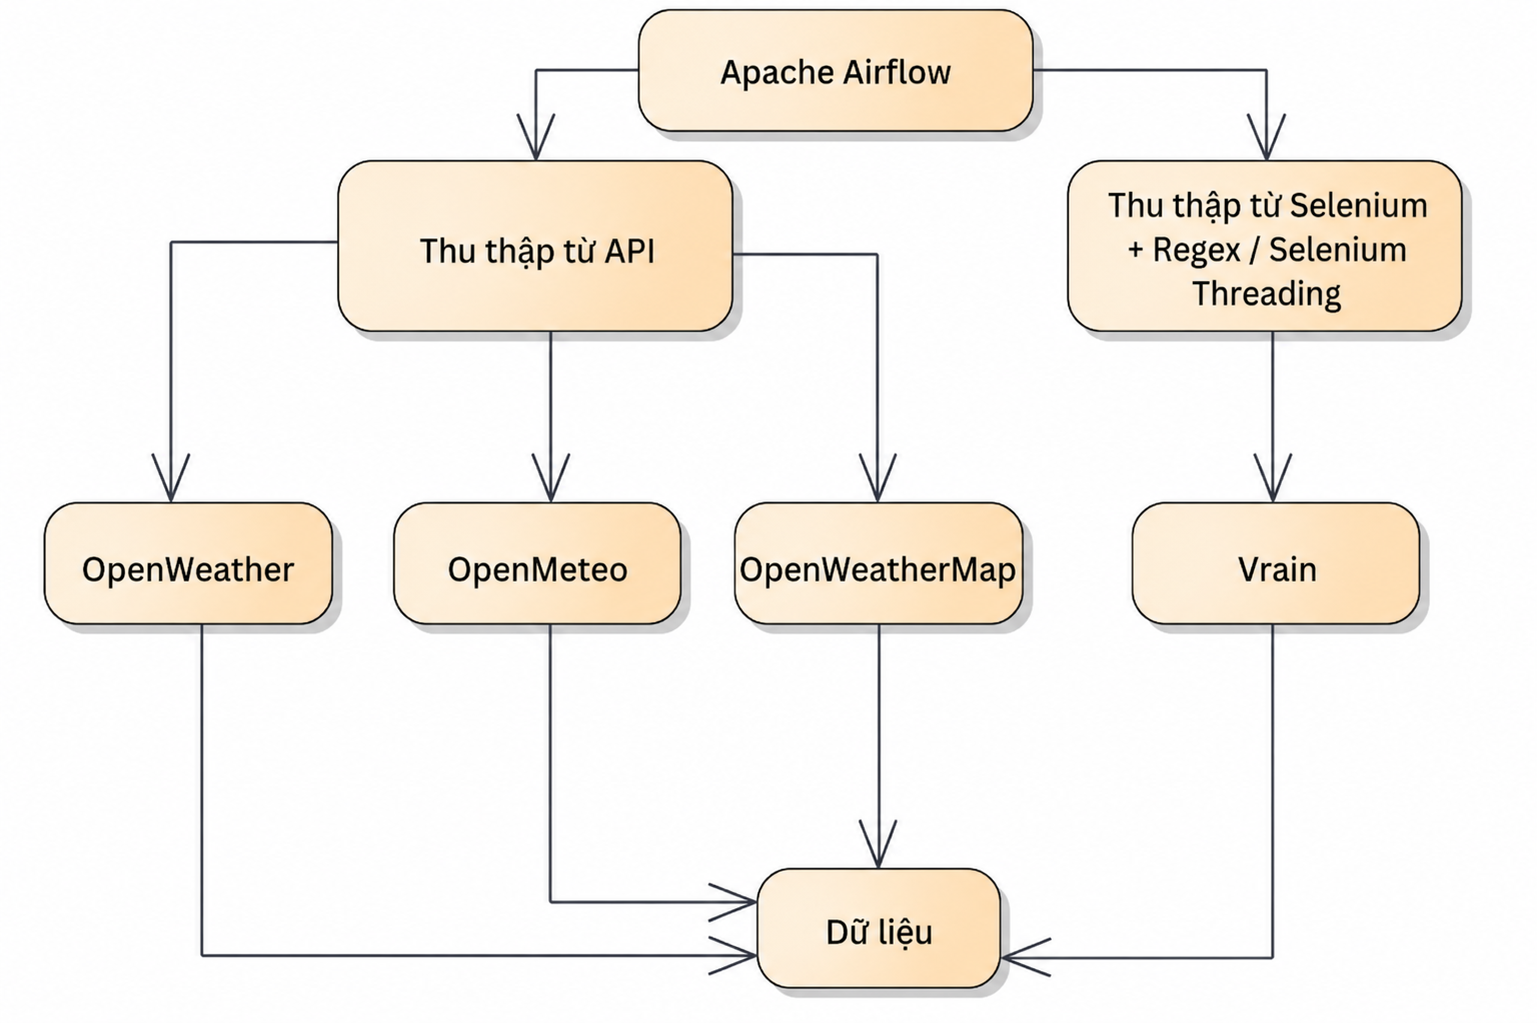 Apache Airflow
Thu thập từ API
Thu thập từ Selenium
+ Regex / Selenium
Threading
OpenWeather
OpenMeteo
OpenWeatherMap
Vrain
Dữ liệu